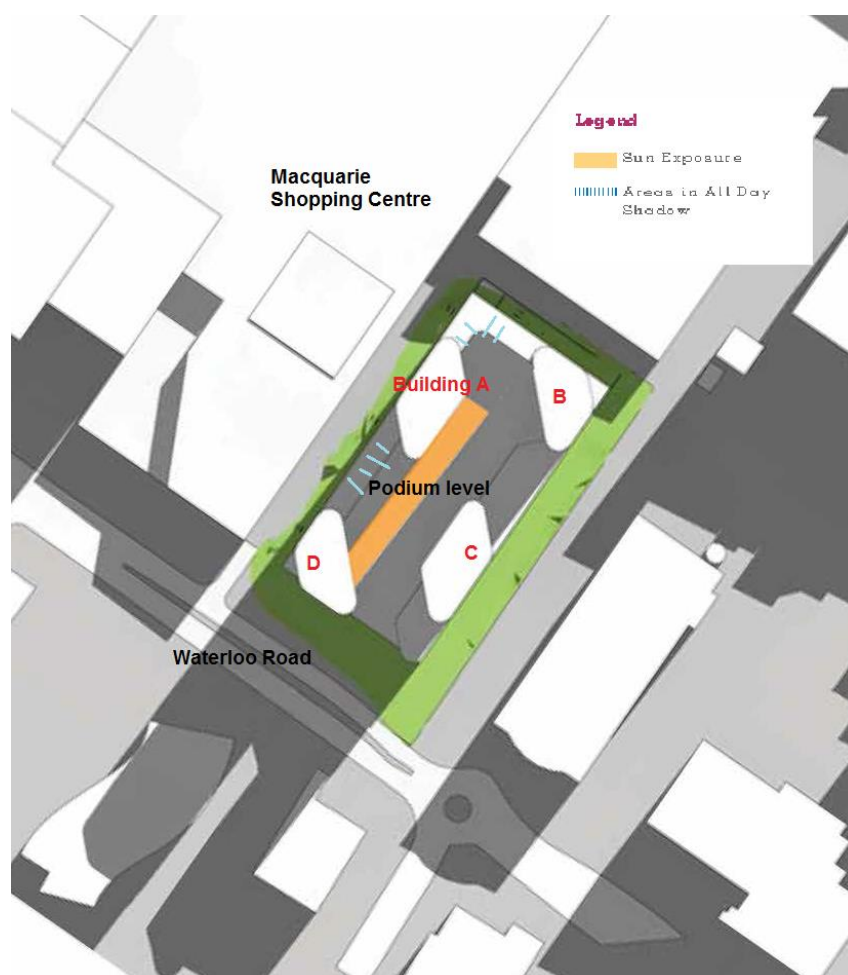 Legend
Sun Exposure
Areas in All Day
Shadow
Macquarie
Shopping Centre
Building A
B
Podium level
C
D
Waterloo Road